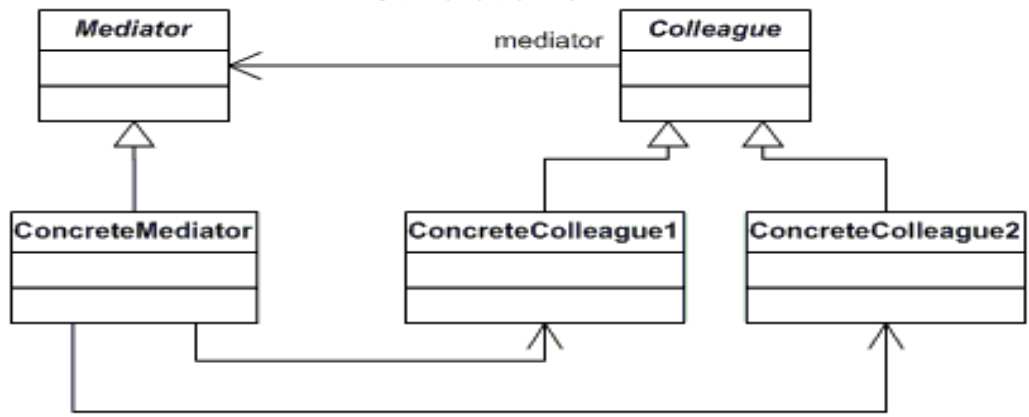 Mediator
mediator
Colleague
ConcreteMediator
ConcreteColleague1
ConcreteColleague2